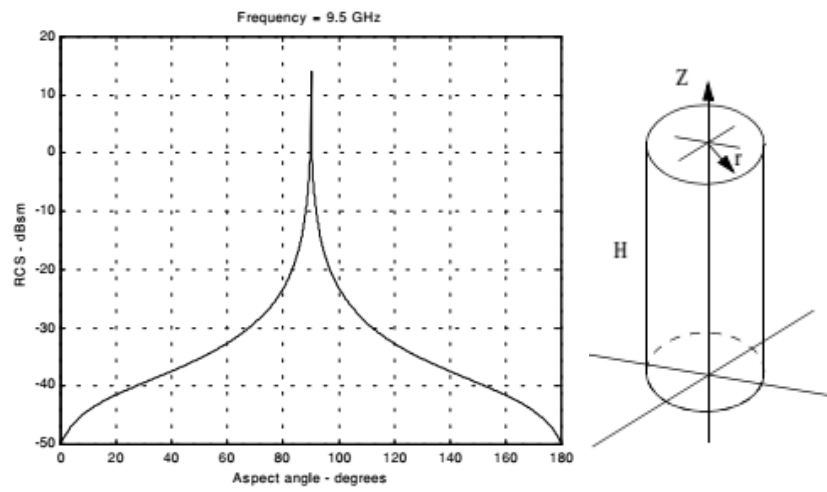 Frequency = 9.5 GHz
RCS - dBsm
20
10
0
-10
-20
-30
-40
-50
0 20 40 60 80 100 120 140 160 180
Aspect angle - degrees
Z
r
H